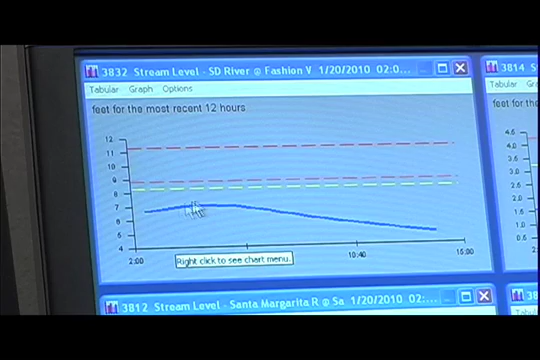 3832 Stream Level - SD River @ Fashion V 1/20/2010 02:0...
3814 St
Tabular Graph Options
Tabular Gra
feet for the most recent 12 hours
feet for the
12
11
10
9
8
7
6
5
4
2:00
10:40
15:00
Right click to see chart menu.
4.5
4.0
3.5
3.0
2.5
2.0
1.5
1.0
0.5
3812 Stream Level - Santa Margarita R @ Sa 1/20/2010 02:...